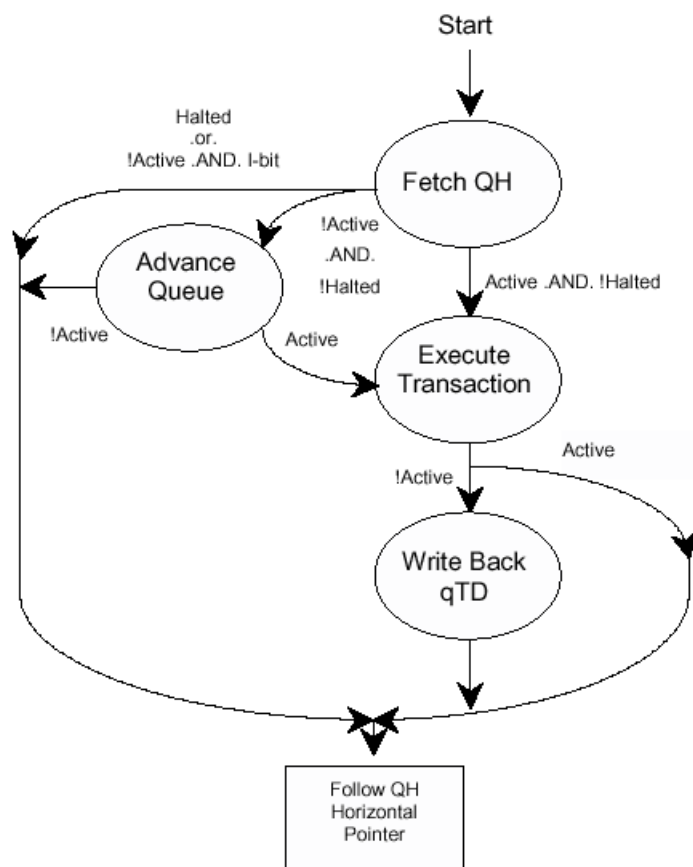 Start
Halted
.or.
!Active .AND. I-bit
Fetch QH
!Active
.AND.
!Halted
Advance
Queue
Active .AND. !Halted
!Active
Active
Execute
Transaction
Active
!Active
Write Back
qTD
Follow QH
Horizontal
Pointer